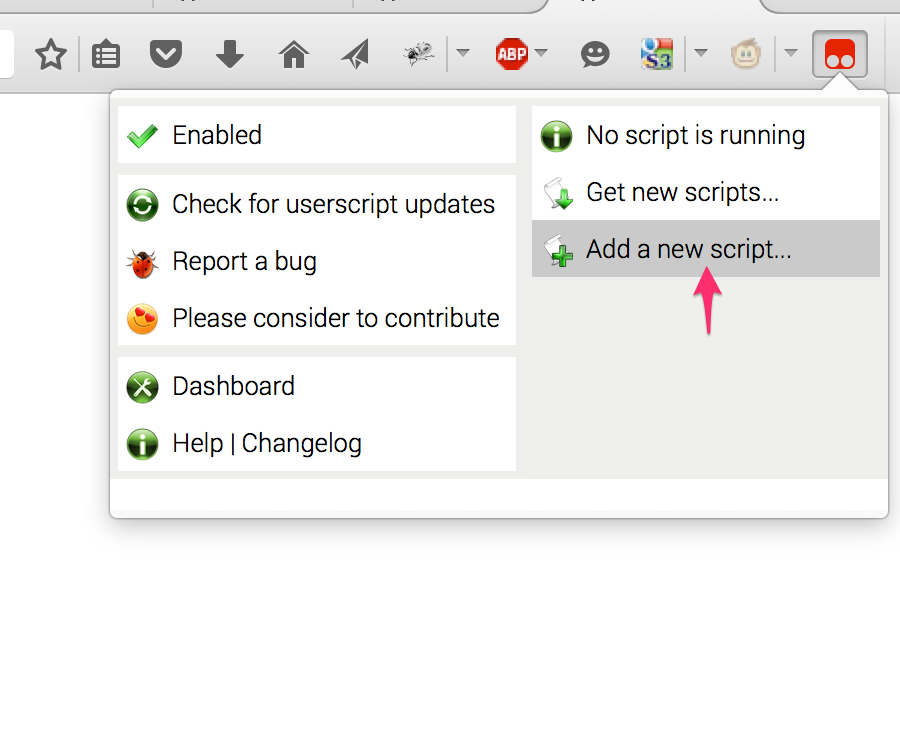 ABP
S3
Enabled
Check for userscript updates
Report a bug
Please consider to contribute
Dashboard
Help | Changelog
No script is running
Get new scripts...
Add a new script...